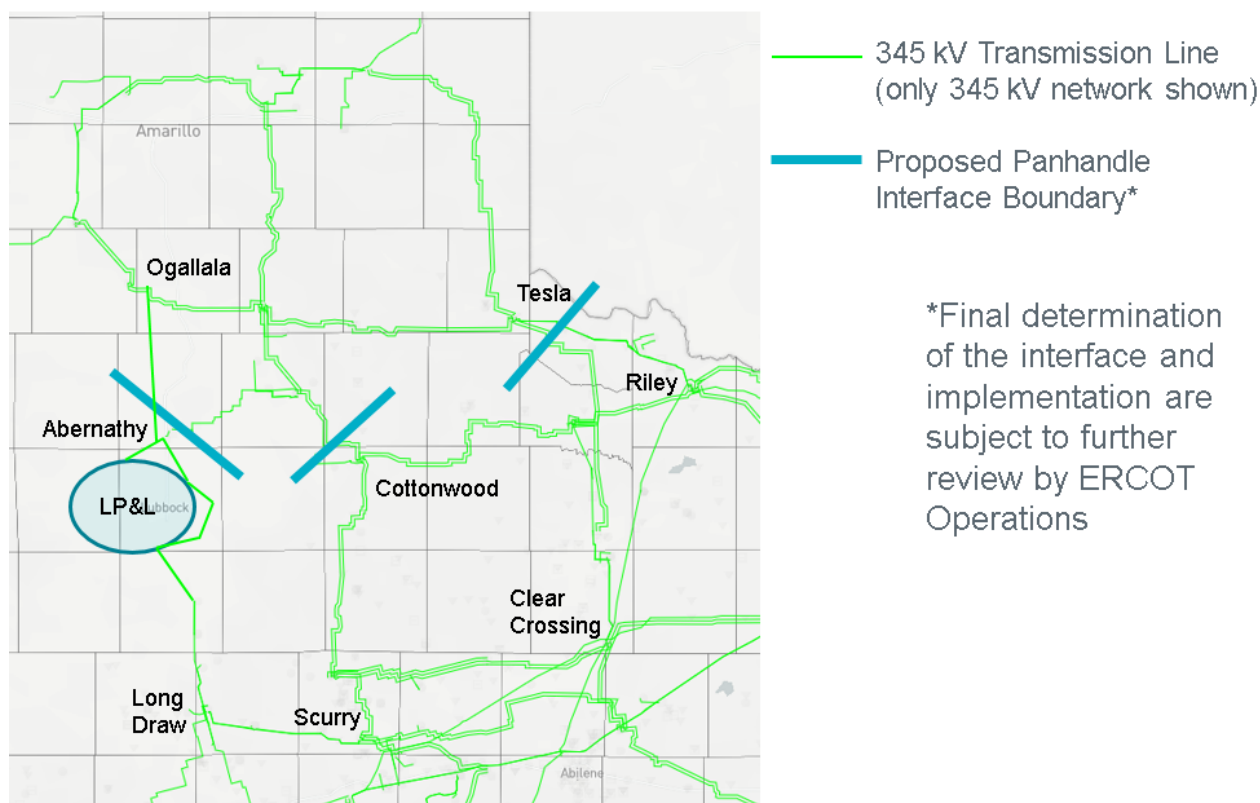 345 kV Transmission Line
(only 345 kV network shown)
Amarillo
Proposed Panhandle
Interface Boundary*
Ogallala
Tesla
*Final determination
of the interface and
implementation are
subject to further
review by ERCOT
Operations
Riley
Abernathy
Cottonwood
LP&L
ubbock
Clear
Crossing
Long
Draw
Scurry
Abilene